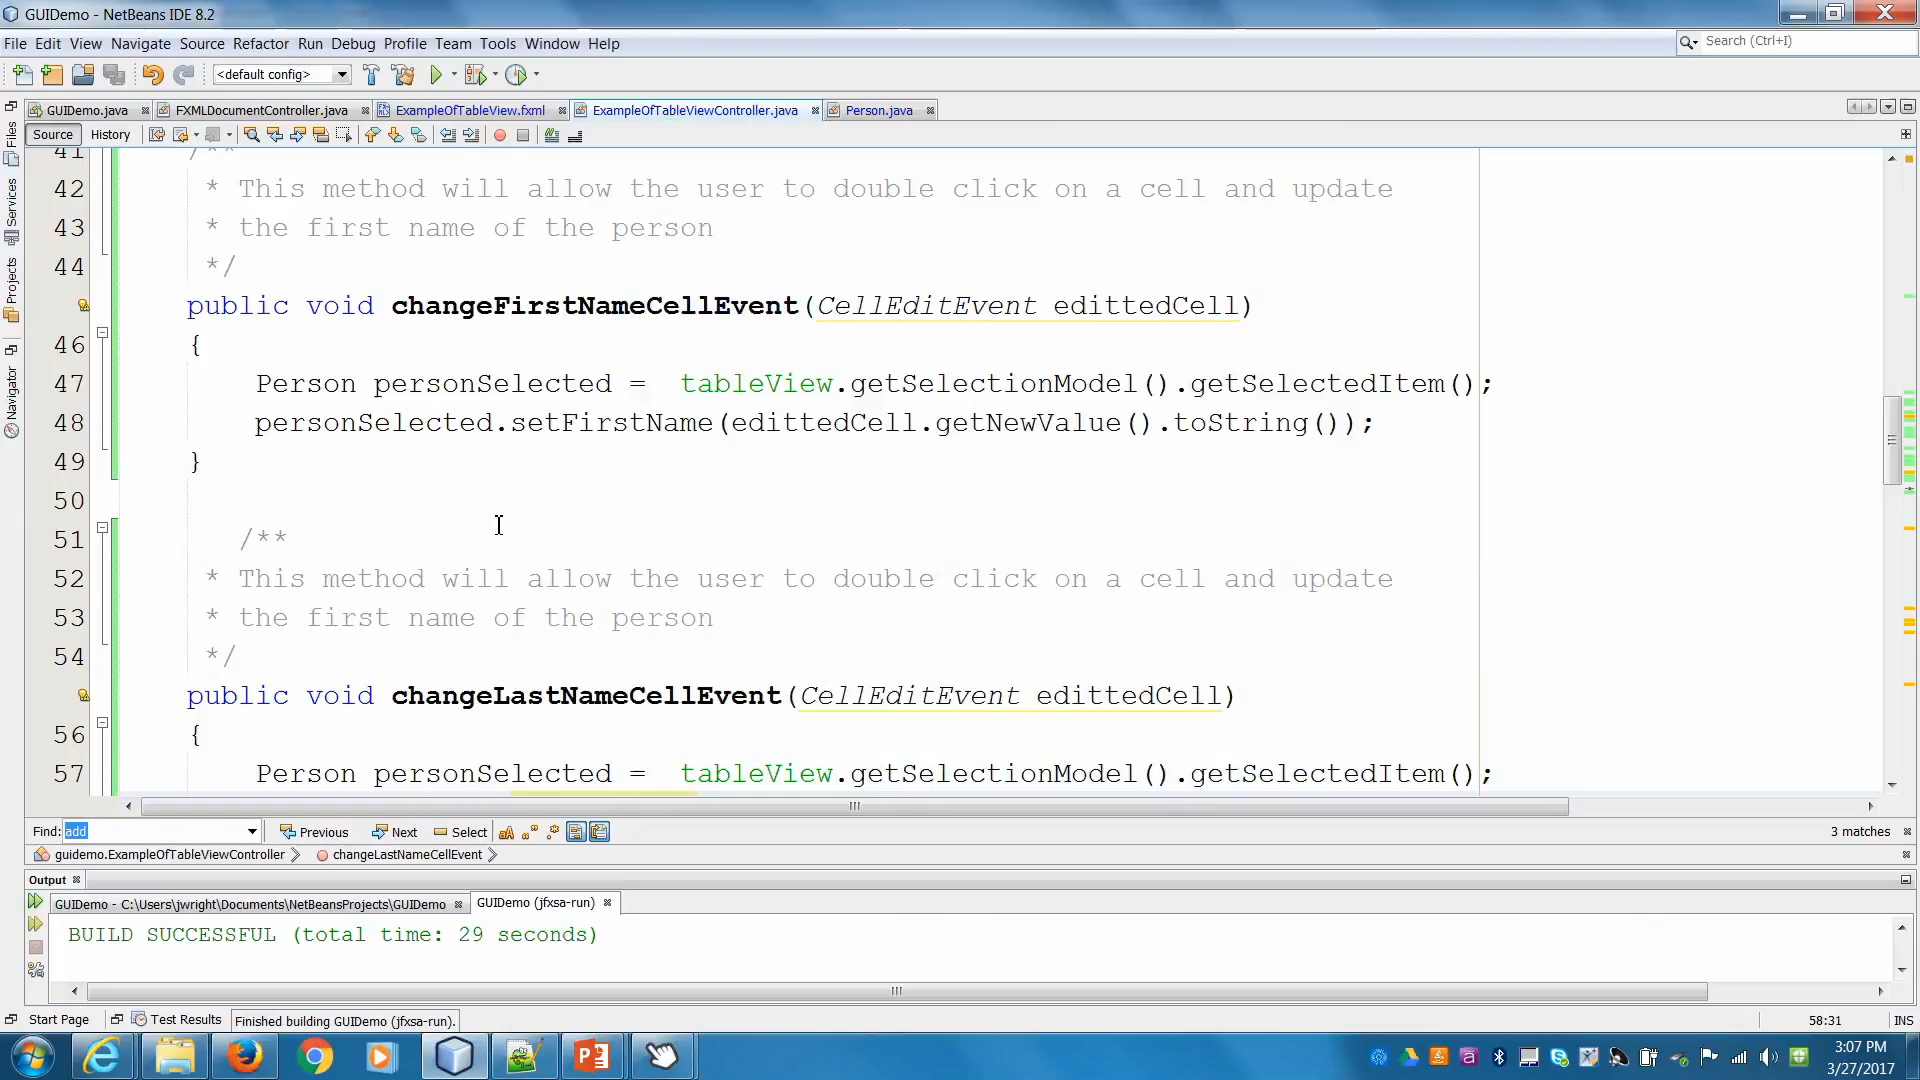 GUIDemo - NetBeans IDE 8.2
File Edit View Navigate Source Refactor Run Debug Profile Team Tools Window Help
Search (Ctrl+I)
<default config>
GUIDemo.java FXMLDocumentController.java ExampleOfTableView.fxml ExampleOfTableViewController.java Person.java
Source History
Files
Services
Projects
Navigator
41 /**
42 * This method will allow the user to double click on a cell and update
43 * the first name of the person
44 */
public void changeFirstNameCellEvent(CellEditEvent edittedCell)
46 {
47 Person personSelected =  tableView.getSelectionModel().getSelectedItem();
48 personSelected.setFirstName(edittedCell.getNewValue().toString());
49 }
50
51 /**
52 * This method will allow the user to double click on a cell and update
53 * the first name of the person
54 */
public void changeLastNameCellEvent(CellEditEvent edittedCell)
56 {
57 Person personSelected =  tableView.getSelectionModel().getSelectedItem();
Find: add Previous Next Select 3 matches
guidemo.ExampleOfTableViewController changeLastNameCellEvent
Output
GUIDemo - C:\Users\jwright\Documents\NetBeansProjects\GUIDemo GUIDemo (jfxsa-run)
BUILD SUCCESSFUL (total time: 29 seconds)
Start Page Test Results Finished building GUIDemo (jfxsa-run). 58:31 INS
3:07 PM
3/27/2017